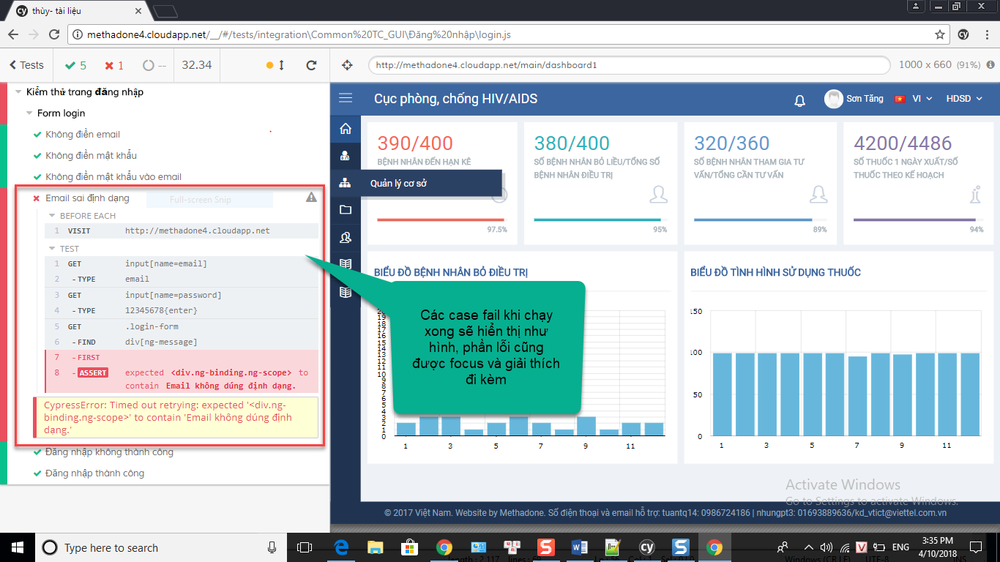 thùy- tài liệu
methadone4.cloudapp.net/__/#/tests/integration\Common%20TC_GUI\Đăng%20nhập\login.js
Tests
5
1
--
32.34
http://methadone4.cloudapp.net/main/dashboard1
1000 x 660 (91%)
Kiểm thử trang đăng nhập
Form login
Không điền email
Không điền mật khẩu
Không điền mật khẩu vào email
Email sai định dạng
Full-screen Snip
BEFORE EACH
1 VISIT http://methadone4.cloudapp.net
TEST
1 GET input[name=email]
2 - TYPE email
3 GET input[name=password]
4 - TYPE 12345678{enter}
5 GET .login-form
6 - FIND div[ng-message]
7 - FIRST
8 - ASSERT expected <div.ng-binding.ng-scope> to
contain Email không dúng định
dạng.
CypressError: Timed out retrying: expected '<div.ng-
binding.ng-scope>' to contain 'Email không dúng định
dạng.'
Đăng nhập không thành công
Đăng nhập thành công
Cục phòng, chống HIV/AIDS
Sơn Tăng
VI
HDSD
Quản lý cơ sở
390/400
BỆNH NHÂN ĐẾN HẠN KÊ
97.5%
380/400
SỐ BỆNH NHÂN BỎ LIỀU/TỔNG SỐ
BỆNH NHÂN ĐIỀU TRỊ
95%
320/360
SỐ BỆNH NHÂN THAM GIA TƯ
VẤN/TỔNG CẦN TƯ VẤN
89%
4200/4486
SỐ THUỐC 1 NGÀY XUẤT/SỐ
THUỐC THEO KẾ HOẠCH
94%
BIỂU ĐỒ BỆNH NHÂN BỎ ĐIỀU TRỊ
19
18
17
16
15
14
13
12
11
10
9
8
7
6
5
4
3
2
1
0
1 3 5 7 9 11
Các case fail khi chạy
xong sẽ hiển thị như
hình, phần lỗi cũng
được focus và giải thích
đi kèm
BIỂU ĐỒ TÌNH HÌNH SỬ DỤNG THUỐC
150
100
50
0
1 3 5 7 9 11
Activate Windows
Go to Settings to activate Windows.
© 2017 Việt Nam. Website by Methadone. Số điện thoại và email hỗ trợ: tuantq14: 0986724186 | nhungpt3: 01693889636/kd_vtict@viettel.com.vn
Type here to search
ENG
3:35 PM
4/10/2018